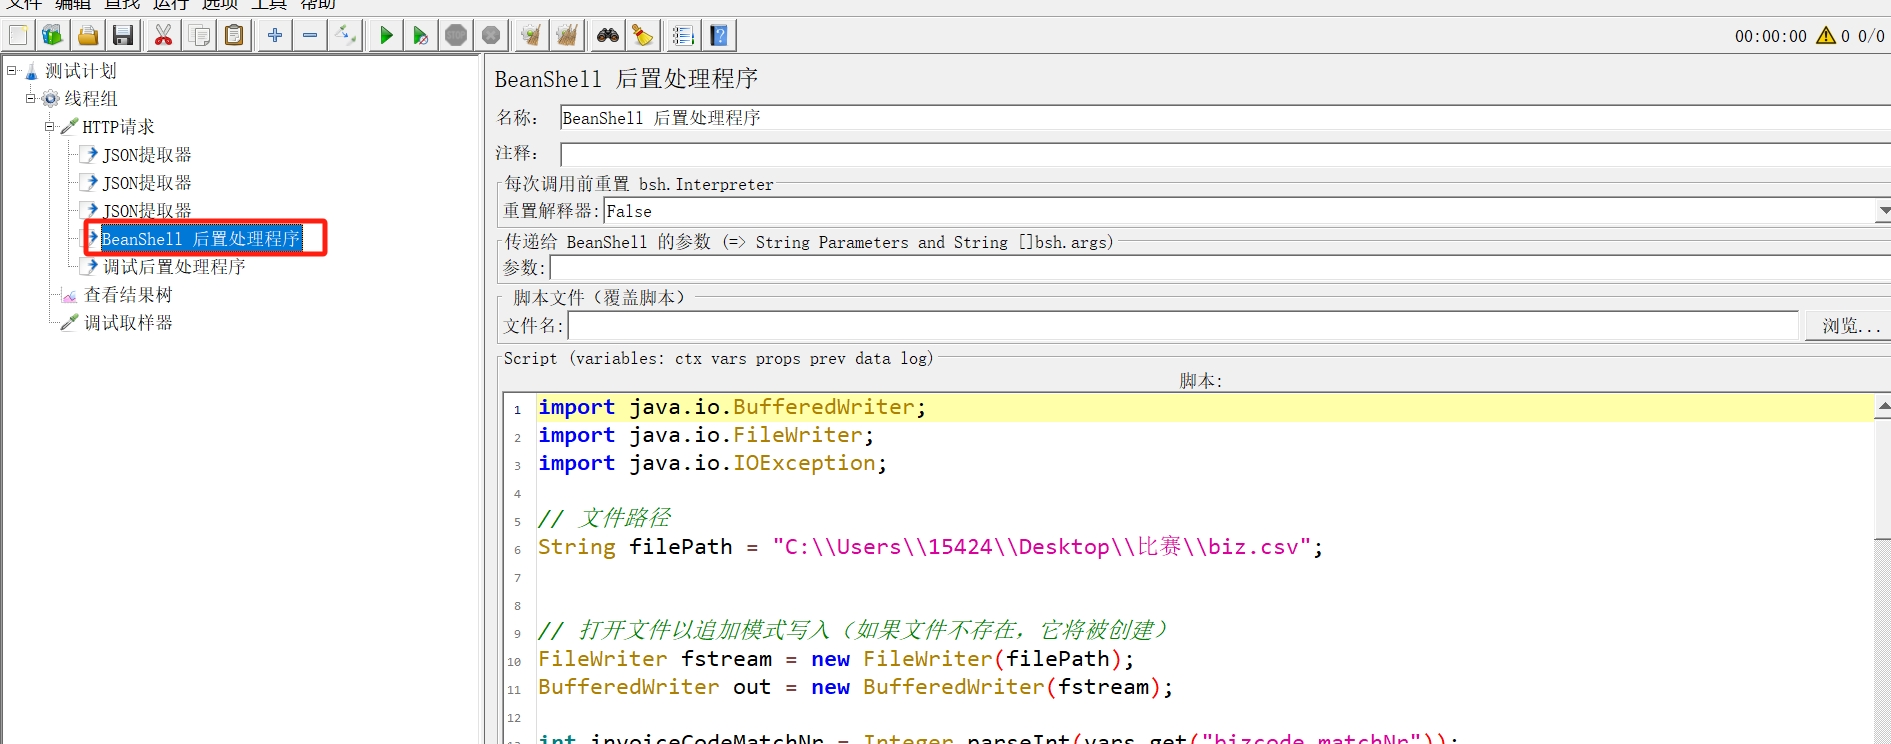 文件 编辑 查找 运行 选项 工具 帮助
STOP
00:00:00 0 0/0
测试计划
线程组
HTTP请求
JSON提取器
JSON提取器
JSON提取器
BeanShell 后置处理程序
调试后置处理程序
查看结果树
调试取样器
BeanShell 后置处理程序
名称: BeanShell 后置处理程序
注释:
每次调用前重置 bsh.Interpreter
重置解释器: False
传递给 BeanShell 的参数 (=> String Parameters and String []bsh.args)
参数:
脚本文件（覆盖脚本）
文件名: 浏览...
Script (variables: ctx vars props prev data log)
脚本:
1 import java.io.BufferedWriter;
2 import java.io.FileWriter;
3 import java.io.IOException;
4
5 // 文件路径
6 String filePath = "C:\\Users\\15424\\Desktop\\比赛\\biz.csv";
7
8
9 // 打开文件以追加模式写入（如果文件不存在，它将被创建）
10 FileWriter fstream = new FileWriter(filePath);
11 BufferedWriter out = new BufferedWriter(fstream);
12
13 int invoiceCodeMatchNr = Integer.parseInt(vars.get("bizcode_matchNr"));